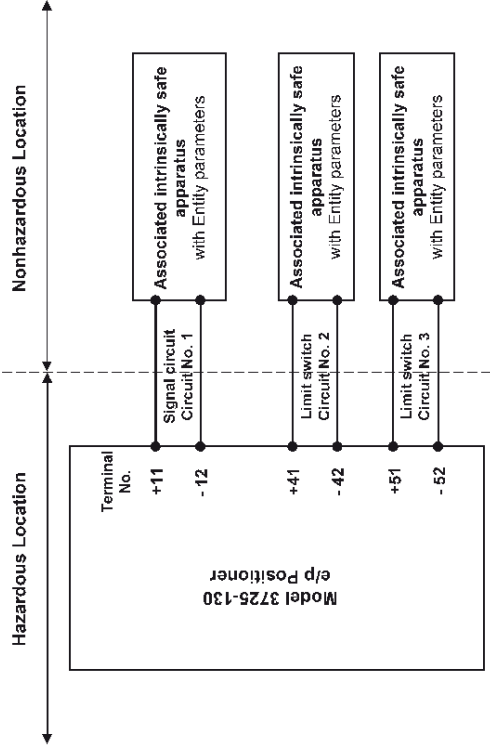 Hazardous Location
Nonhazardous Location
Model 3725-130
e/p Positioner
Terminal
No.
+11
- 12
+41
- 42
+51
- 52
Signal circuit
Circuit No. 1
Limit switch
Circuit No. 2
Limit switch
Circuit No. 3
Associated intrinsically safe
apparatus
with Entity parameters
Associated intrinsically safe
apparatus
with Entity parameters
Associated intrinsically safe
apparatus
with Entity parameters